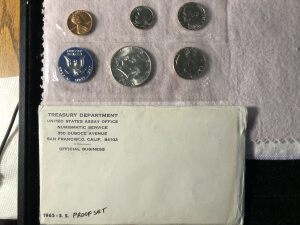 TREASURY DEPARTMENT
UNITED STATES ASSAY OFFICE
NUMISMATIC SERVICE
350 DUBOCE AVENUE
SAN FRANCISCO, CALIF. 94102
OFFICIAL BUSINESS
1965 - S. S. PROOF SET